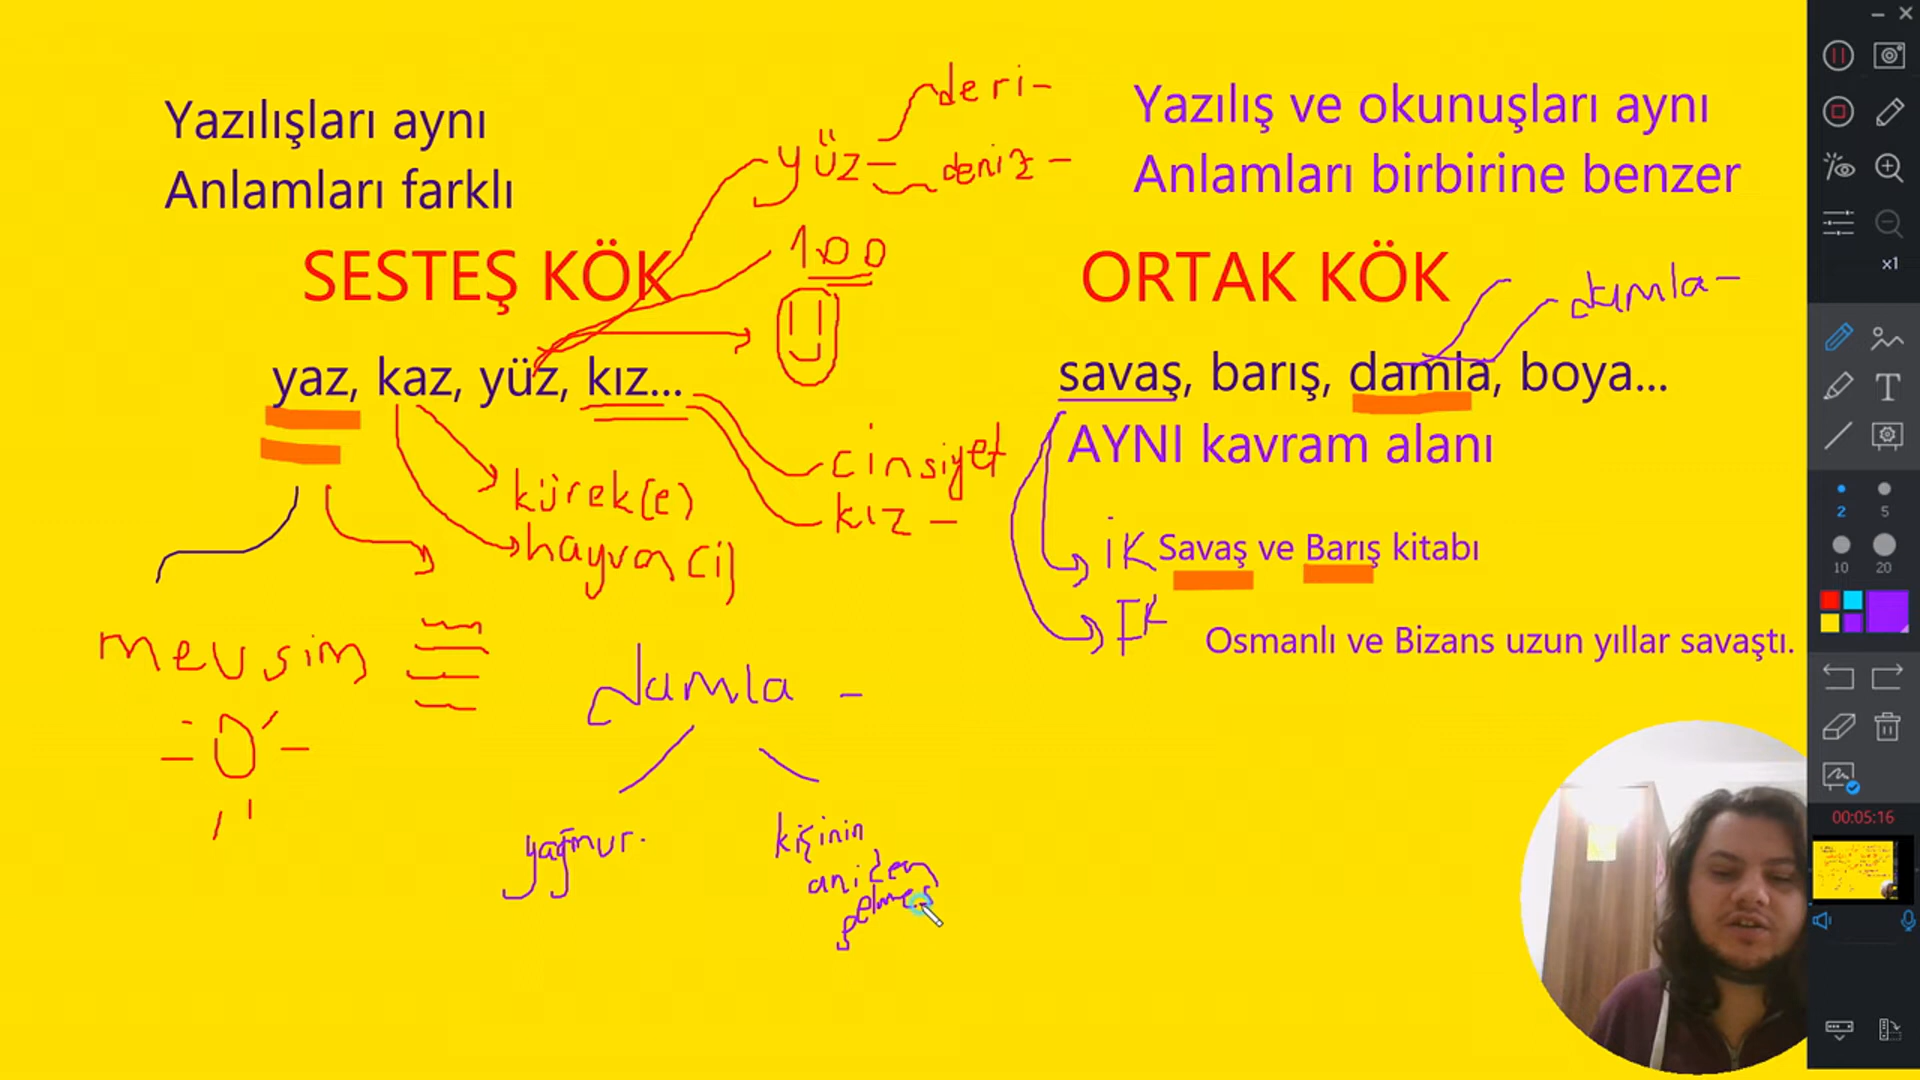 Yazılışları aynı
Anlamları farklı
SESTEŞ KÖK
yaz, kaz, yüz, kız...
deri-
yüz-
deniz-
100
kürek(e)
hayvan(i)
cinsiyet
kız-
mevsim
damla -
yağmur.
kişinin
aniden
gelmes
Yazılış ve okunuşları aynı
Anlamları birbirine benzer
ORTAK KÖK
damla-
savaş, barış, damla, boya...
AYNI kavram alanı
İK Savaş ve Barış kitabı
FK
Osmanlı ve Bizans uzun yıllar savaştı.
x1
T
2
5
10
20
00:05:16